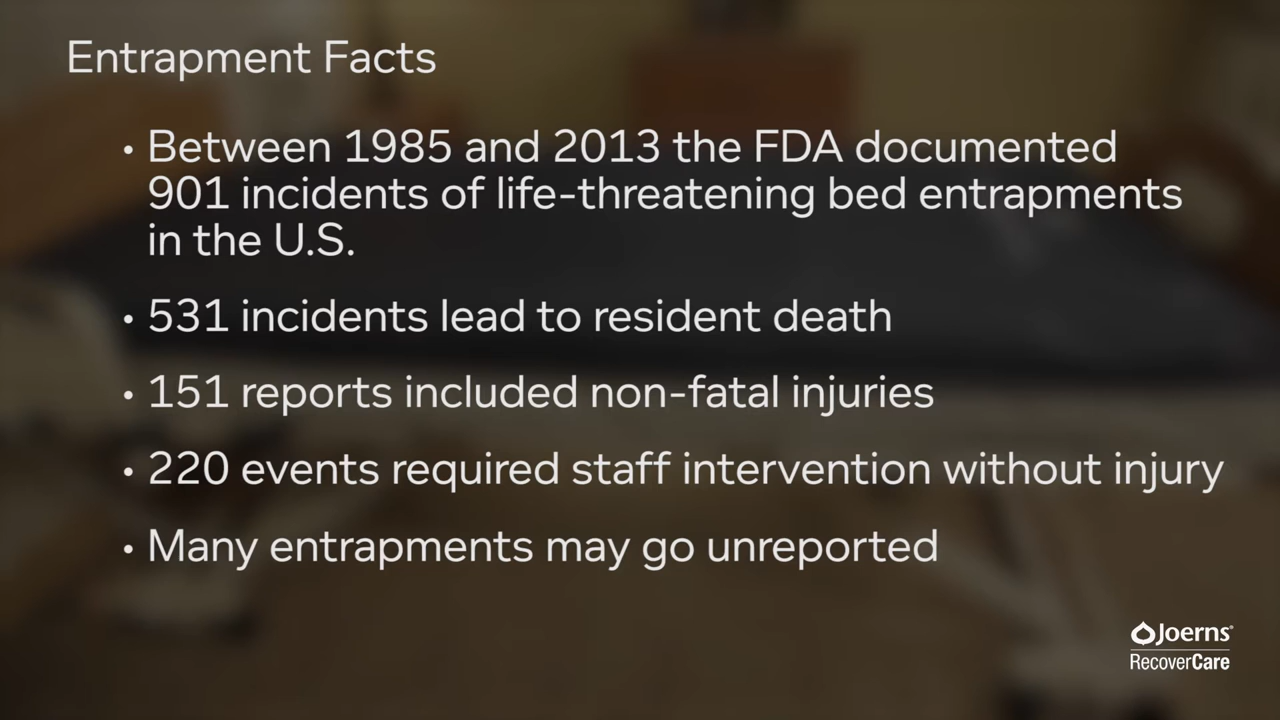 Entrapment Facts
• Between 1985 and 2013 the FDA documented
901 incidents of life-threatening bed entrapments
in the U.S.
• 531 incidents lead to resident death
• 151 reports included non-fatal injuries
• 220 events required staff intervention without injury
• Many entrapments may go unreported
Joerns®
RecoverCare